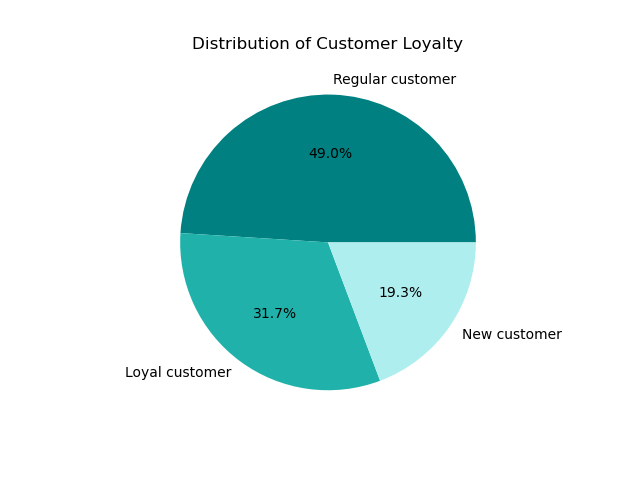 Distribution of Customer Loyalty
Regular customer
49.0%
19.3%
31.7%
New customer
Loyal customer